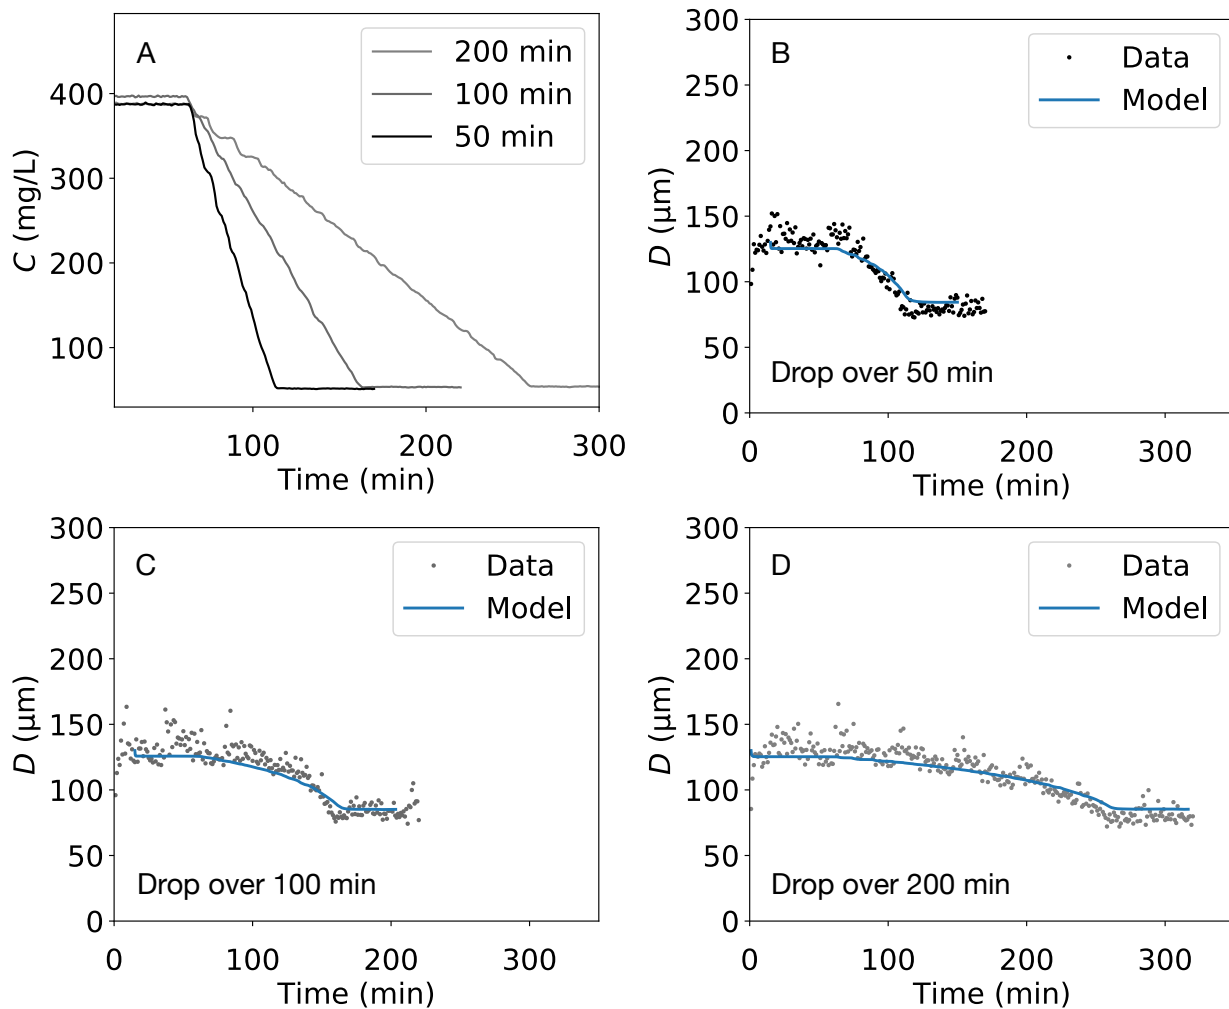 A
200 min
100 min
50 min
400
300
200
100
C (mg/L)
100
200
300
Time (min)
B
Data
Model
300
250
200
150
100
50
0
D (μm)
Drop over 50 min
0
100
200
300
Time (min)
C
Data
Model
300
250
200
150
100
50
0
D (μm)
Drop over 100 min
0
100
200
300
Time (min)
D
Data
Model
300
250
200
150
100
50
0
D (μm)
Drop over 200 min
0
100
200
300
Time (min)